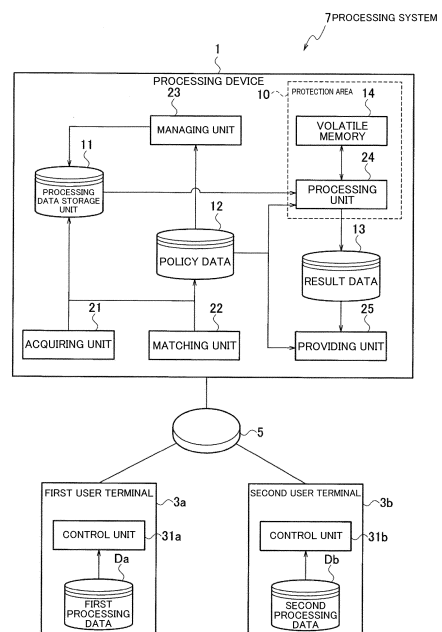 7 PROCESSING SYSTEM
1
PROCESSING DEVICE
23
MANAGING UNIT
10
PROTECTION AREA
14
VOLATILE
MEMORY
11
PROCESSING
DATA STORAGE
UNIT
24
PROCESSING
UNIT
12
POLICY DATA
13
RESULT DATA
21
ACQUIRING UNIT
22
MATCHING UNIT
25
PROVIDING UNIT
5
FIRST USER TERMINAL
3a
CONTROL UNIT
31a
Da
FIRST
PROCESSING
DATA
SECOND USER TERMINAL
3b
CONTROL UNIT
31b
Db
SECOND
PROCESSING
DATA